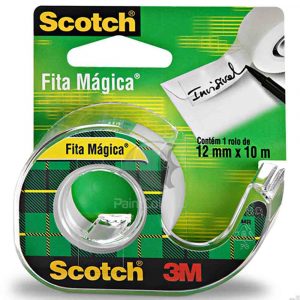 Scotch®
Fita Mágica®
Invisível
Contém 1 rolo de
12 mm x 10 m
Fita Mágica®
Scotch® 3M